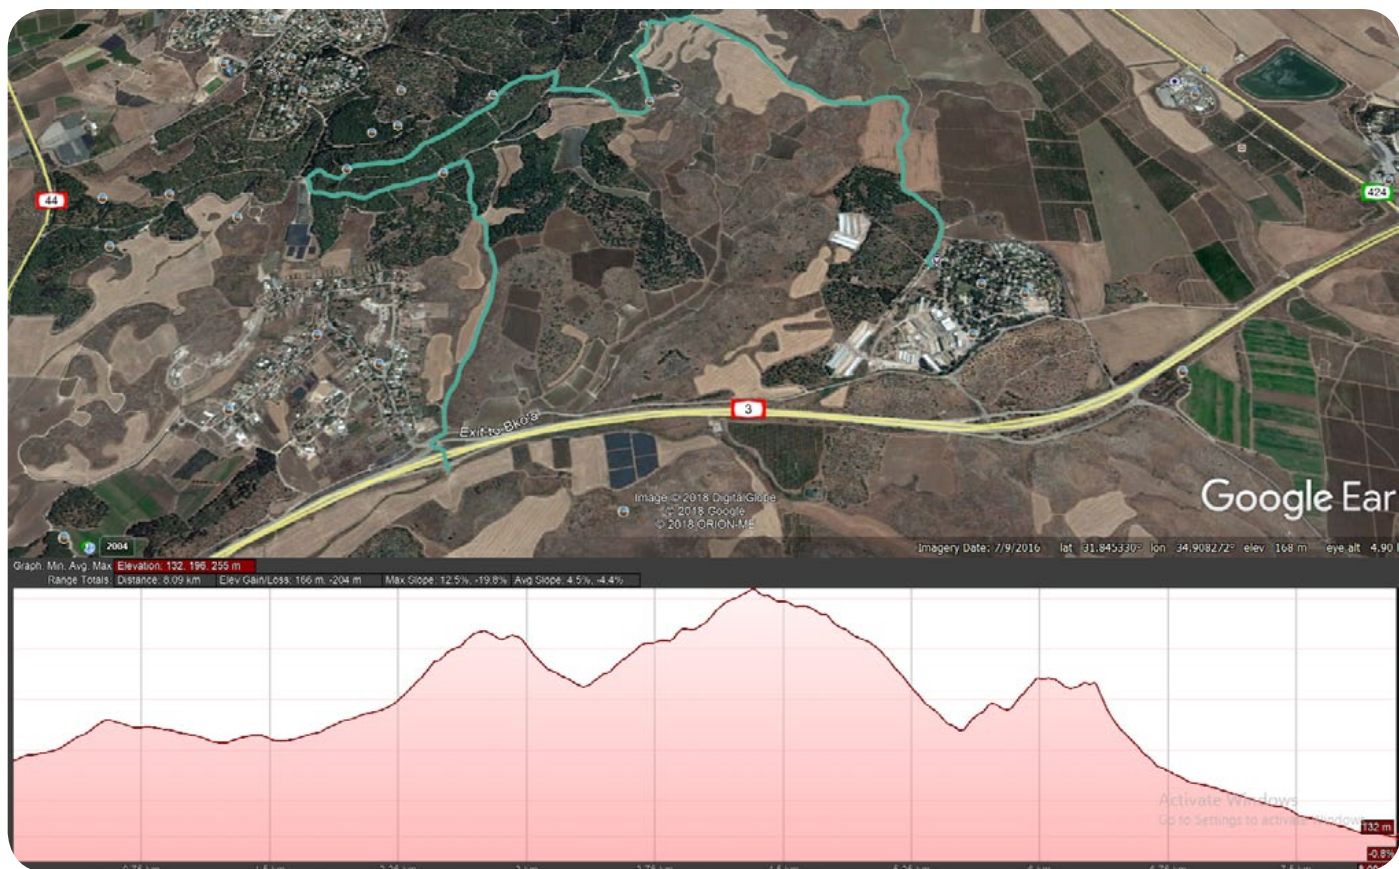 44
424
3
Exit to Bko'a
Image © 2018 DigitalGlobe
© 2018 Google
© 2018 ORION-ME
Google Ear
2004
Imagery Date: 7/9/2016 lat 31.845330° lon 34.908272° elev 168 m eye alt 4.90
Graph: Min, Avg, Max Elevation: 132, 196, 255 m
Range Totals: Distance: 8.09 km Elev Gain/Loss: 166 m, -204 m Max Slope: 12.5%, -19.8% Avg Slope: 4.5%, -4.4%
Activate Windows
Go to Settings to activate Windows.
132 m
-0.8%